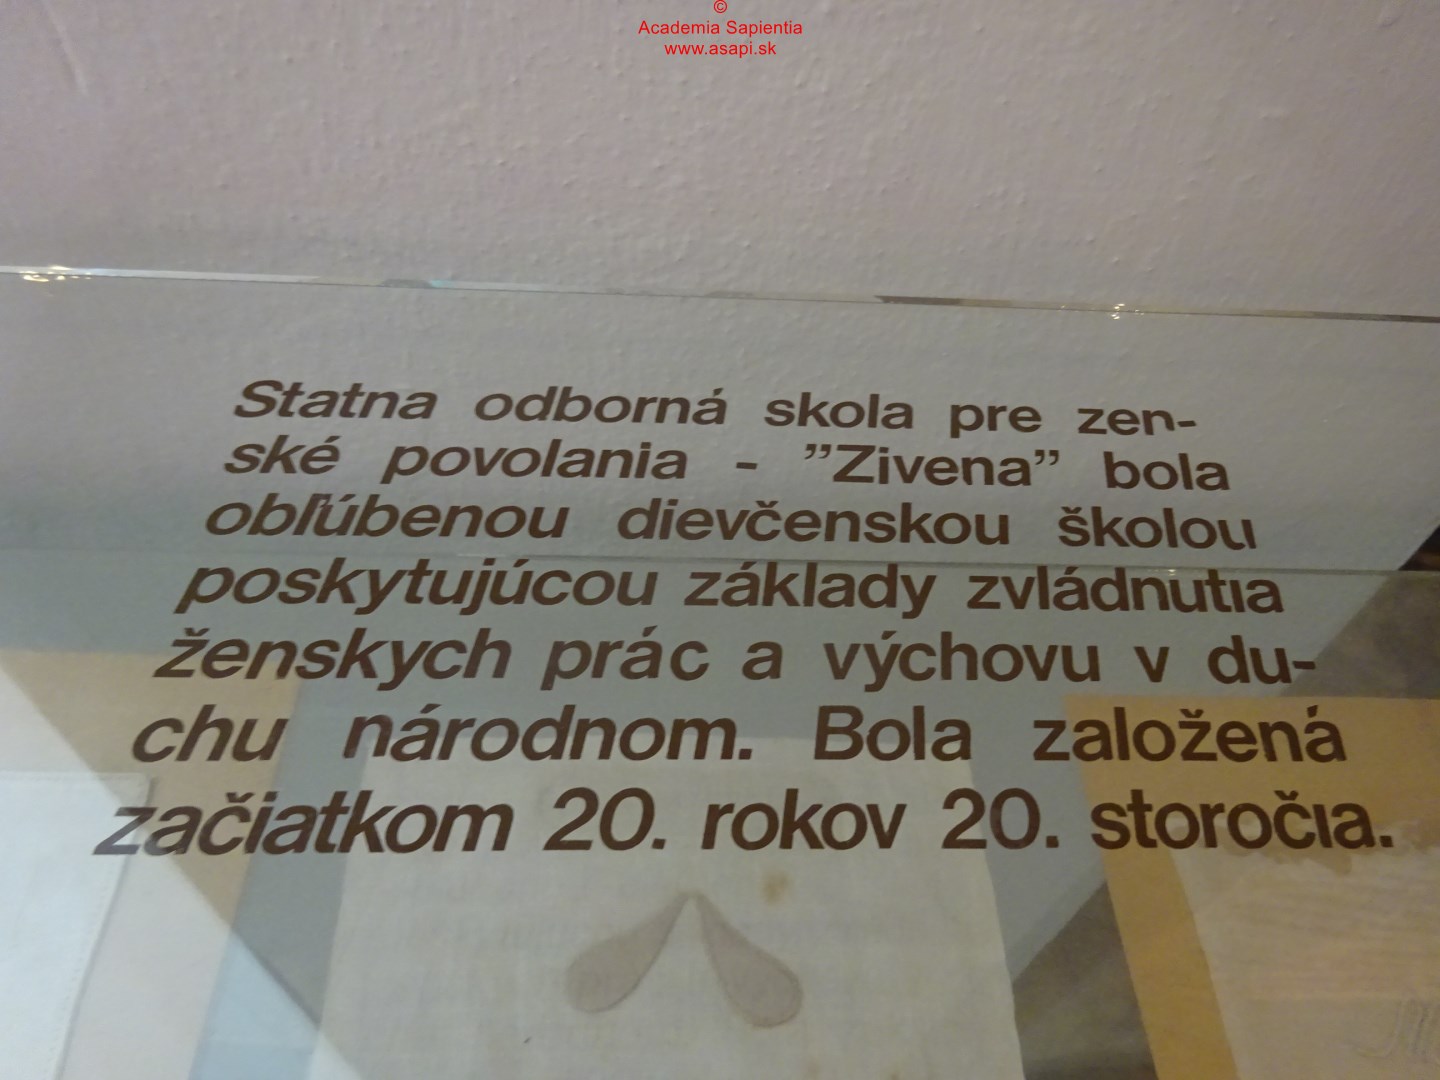 ©
Academia Sapientia
www.asapi.sk
Statna odborná skola pre zen-
ské povolania - ”Zivena” bola
obľúbenou dievčenskou školou
poskytujúcou základy zvládnutia
ženskych prác a výchovu v du-
chu národnom. Bola založená
začiatkom 20. rokov 20. storočia.